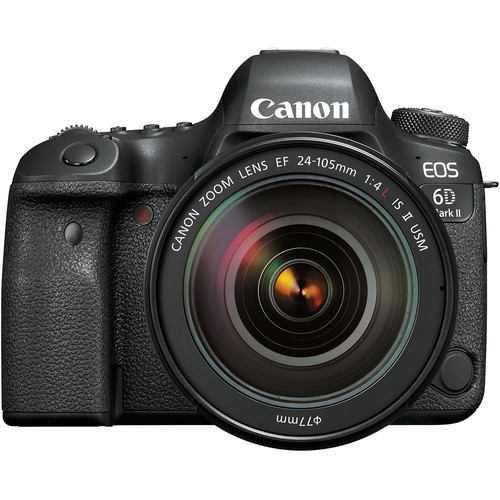 Canon
EOS
6D
Mark II
CANON ZOOM LENS EF 24-105mm 1:4 L IS II USM
φ77mm